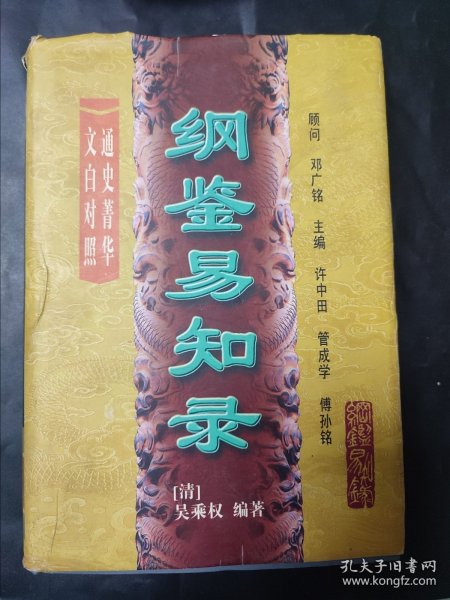 纲鉴易知录
通史菁华
文白对照
顾问 邓广铭 主编 许中田 管成学 傅孙铭
[清]
吴乘权 编著
孔夫子旧书网
www.kongfz.com